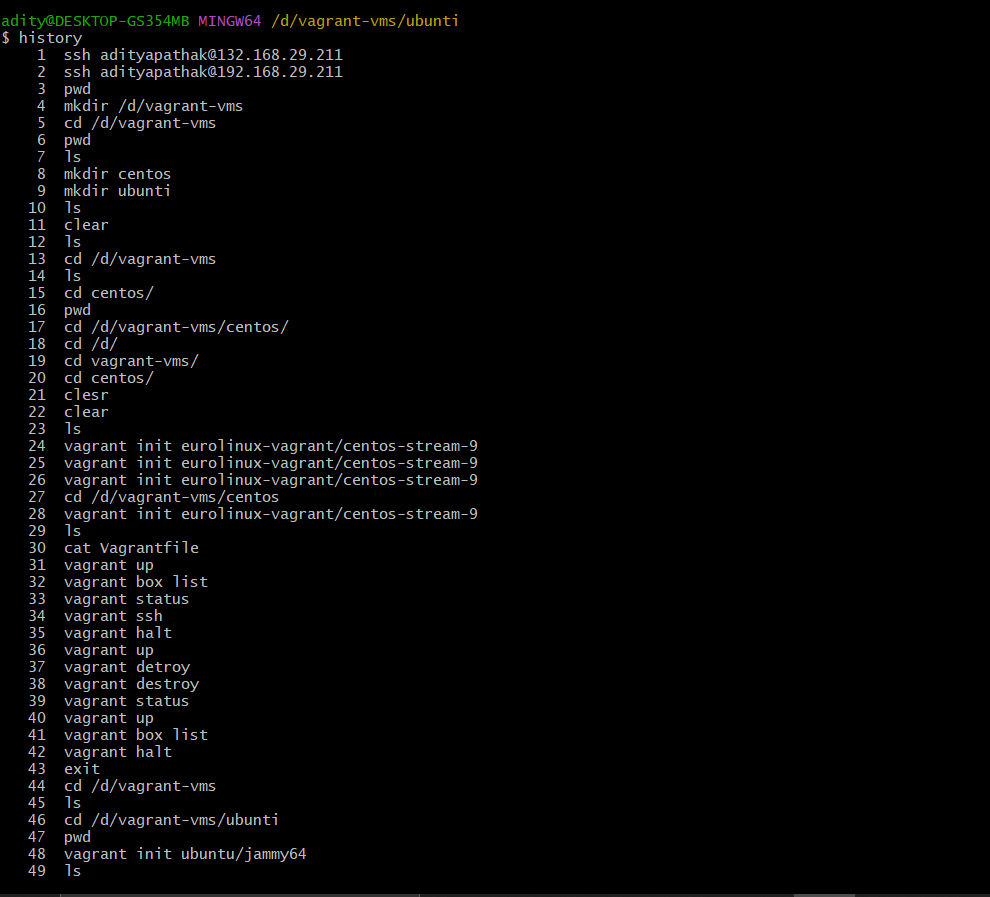 adity@DESKTOP-GS354MB MINGW64 /d/vagrant-vms/ubunti
$ history
    1  ssh adityapathak@132.168.29.211
    2  ssh adityapathak@192.168.29.211
    3  pwd
    4  mkdir /d/vagrant-vms
    5  cd /d/vagrant-vms
    6  pwd
    7  ls
    8  mkdir centos
    9  mkdir ubunti
   10  ls
   11  clear
   12  ls
   13  cd /d/vagrant-vms
   14  ls
   15  cd centos/
   16  pwd
   17  cd /d/vagrant-vms/centos/
   18  cd /d/
   19  cd vagrant-vms/
   20  cd centos/
   21  clesr
   22  clear
   23  ls
   24  vagrant init eurolinux-vagrant/centos-stream-9
   25  vagrant init eurolinux-vagrant/centos-stream-9
   26  vagrant init eurolinux-vagrant/centos-stream-9
   27  cd /d/vagrant-vms/centos
   28  vagrant init eurolinux-vagrant/centos-stream-9
   29  ls
   30  cat Vagrantfile
   31  vagrant up
   32  vagrant box list
   33  vagrant status
   34  vagrant ssh
   35  vagrant halt
   36  vagrant up
   37  vagrant detroy
   38  vagrant destroy
   39  vagrant status
   40  vagrant up
   41  vagrant box list
   42  vagrant halt
   43  exit
   44  cd /d/vagrant-vms
   45  ls
   46  cd /d/vagrant-vms/ubunti
   47  pwd
   48  vagrant init ubuntu/jammy64
   49  ls